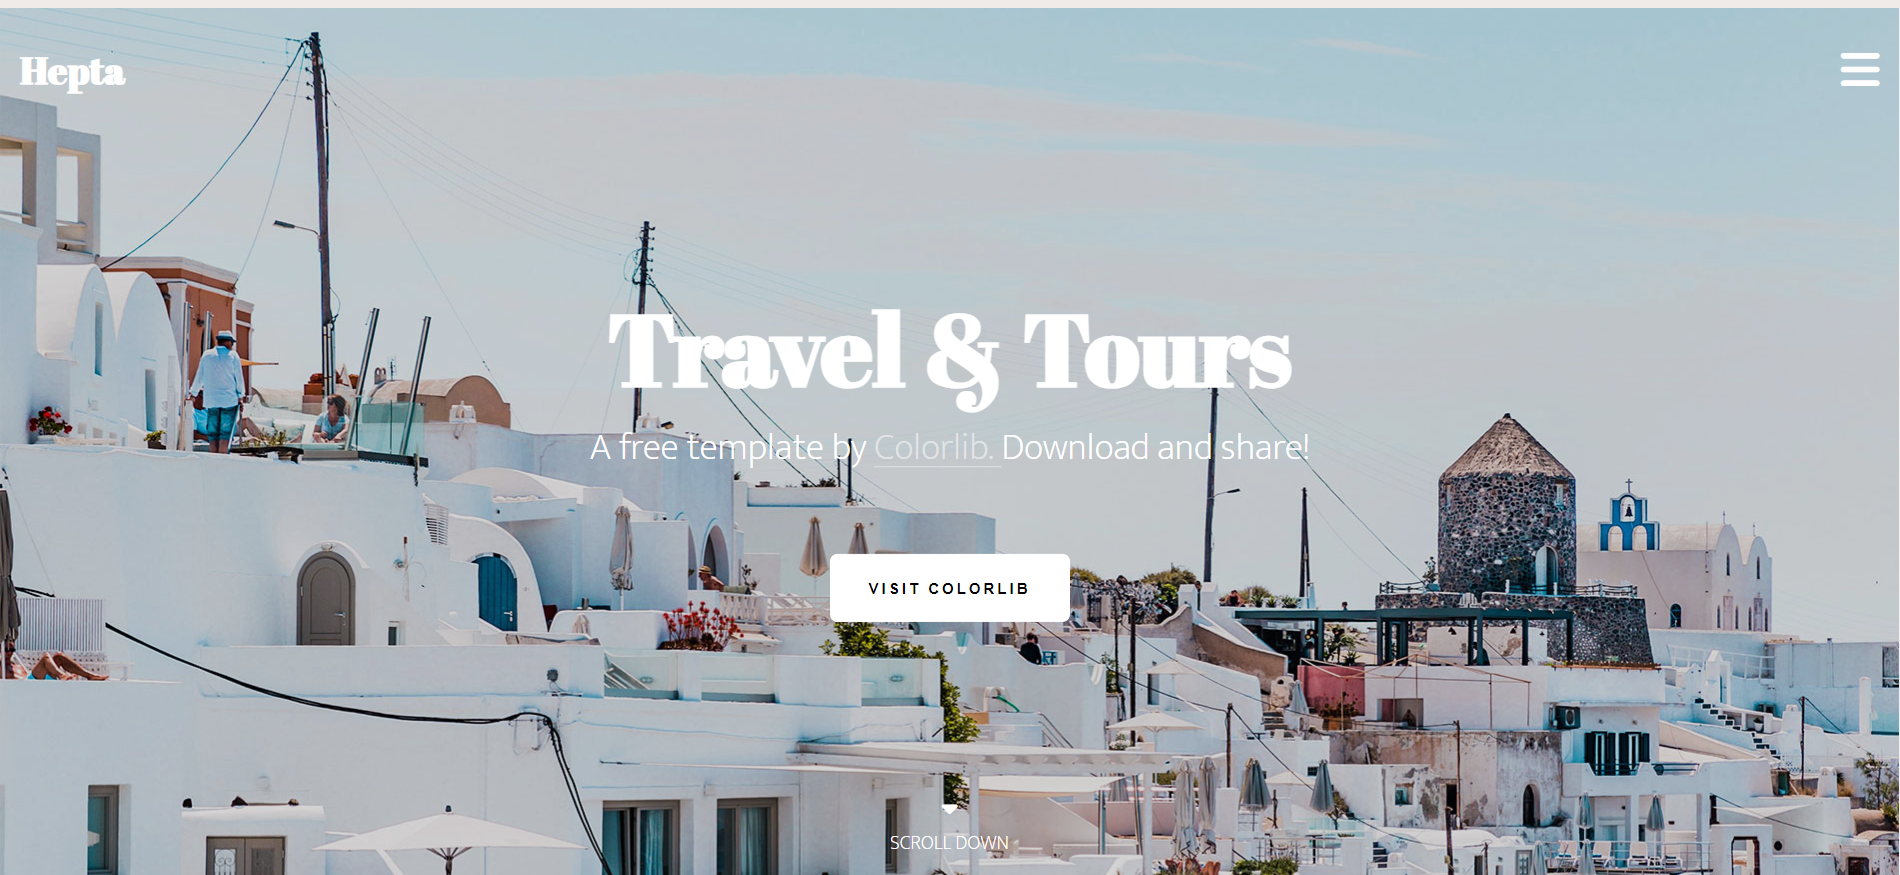 Hepta
Travel & Tours
A free template by Colorlib. Download and share!
VISIT COLORLIB
SCROLL DOWN